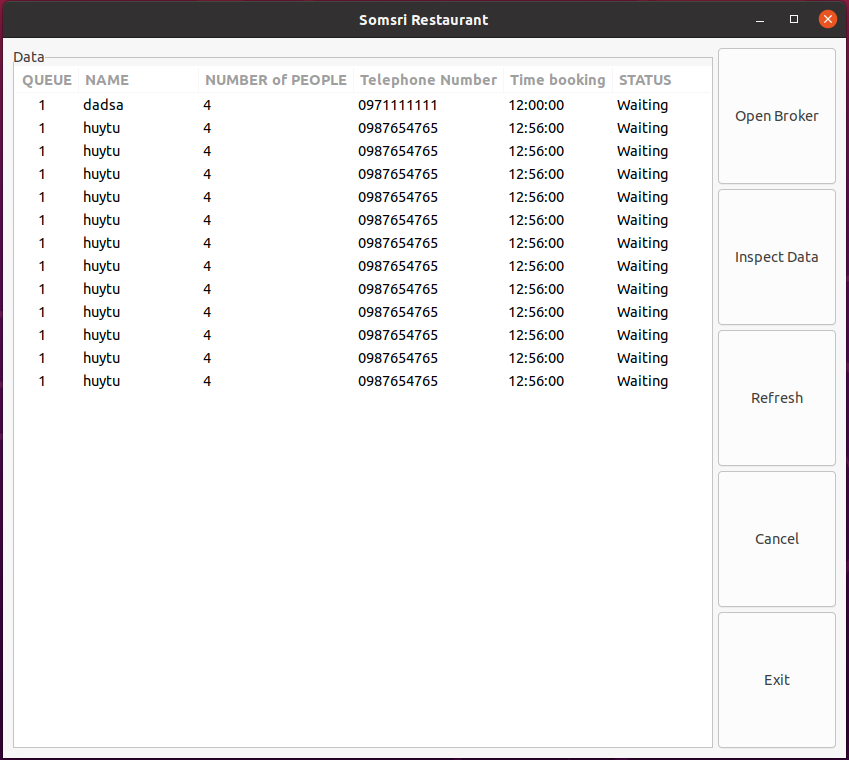 Somsri Restaurant
Data
QUEUE NAME NUMBER of PEOPLE Telephone Number Time booking STATUS
1 dadsa 4 0971111111 12:00:00 Waiting
1 huytu 4 0987654765 12:56:00 Waiting
1 huytu 4 0987654765 12:56:00 Waiting
1 huytu 4 0987654765 12:56:00 Waiting
1 huytu 4 0987654765 12:56:00 Waiting
1 huytu 4 0987654765 12:56:00 Waiting
1 huytu 4 0987654765 12:56:00 Waiting
1 huytu 4 0987654765 12:56:00 Waiting
1 huytu 4 0987654765 12:56:00 Waiting
1 huytu 4 0987654765 12:56:00 Waiting
1 huytu 4 0987654765 12:56:00 Waiting
1 huytu 4 0987654765 12:56:00 Waiting
1 huytu 4 0987654765 12:56:00 Waiting
Open Broker
Inspect Data
Refresh
Cancel
Exit